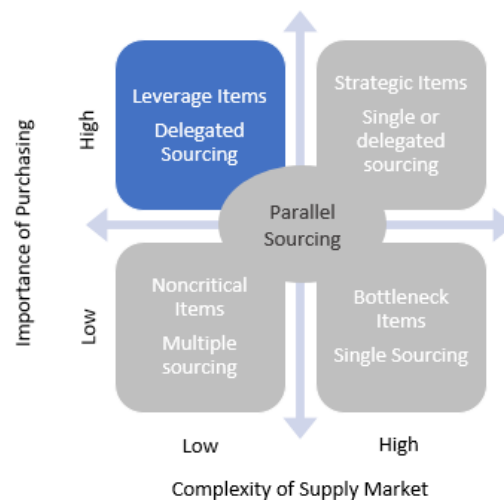 Importance of Purchasing
High
Low
Leverage Items
Delegated
Sourcing
Strategic Items
Single or
delegated
sourcing
Parallel
Sourcing
Noncritical
Items
Multiple
sourcing
Bottleneck
Items
Single Sourcing
Low
High
Complexity of Supply Market